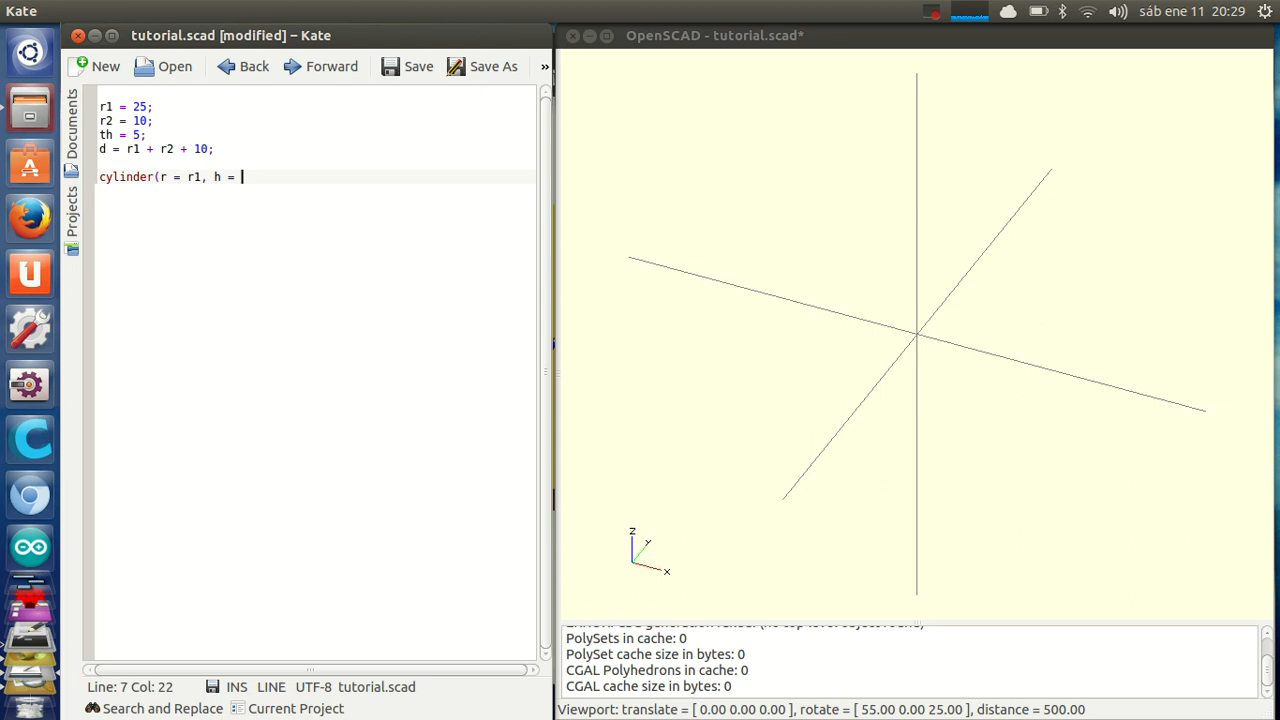 Kate
sáb ene 11 20:29
tutorial.scad [modified] – Kate
New Open Back Forward Save Save As »
Documents
Projects
r1 = 25;
r2 = 10;
th = 5;
d = r1 + r2 + 10;
cylinder(r = r1, h =
Line: 7 Col: 22 INS LINE UTF-8 tutorial.scad
Search and Replace Current Project
OpenSCAD - tutorial.scad*
Z
Y
X
PolySets in cache: 0
PolySet cache size in bytes: 0
CGAL Polyhedrons in cache: 0
CGAL cache size in bytes: 0
Viewport: translate = [ 0.00 0.00 0.00 ], rotate = [ 55.00 0.00 25.00 ], distance = 500.00